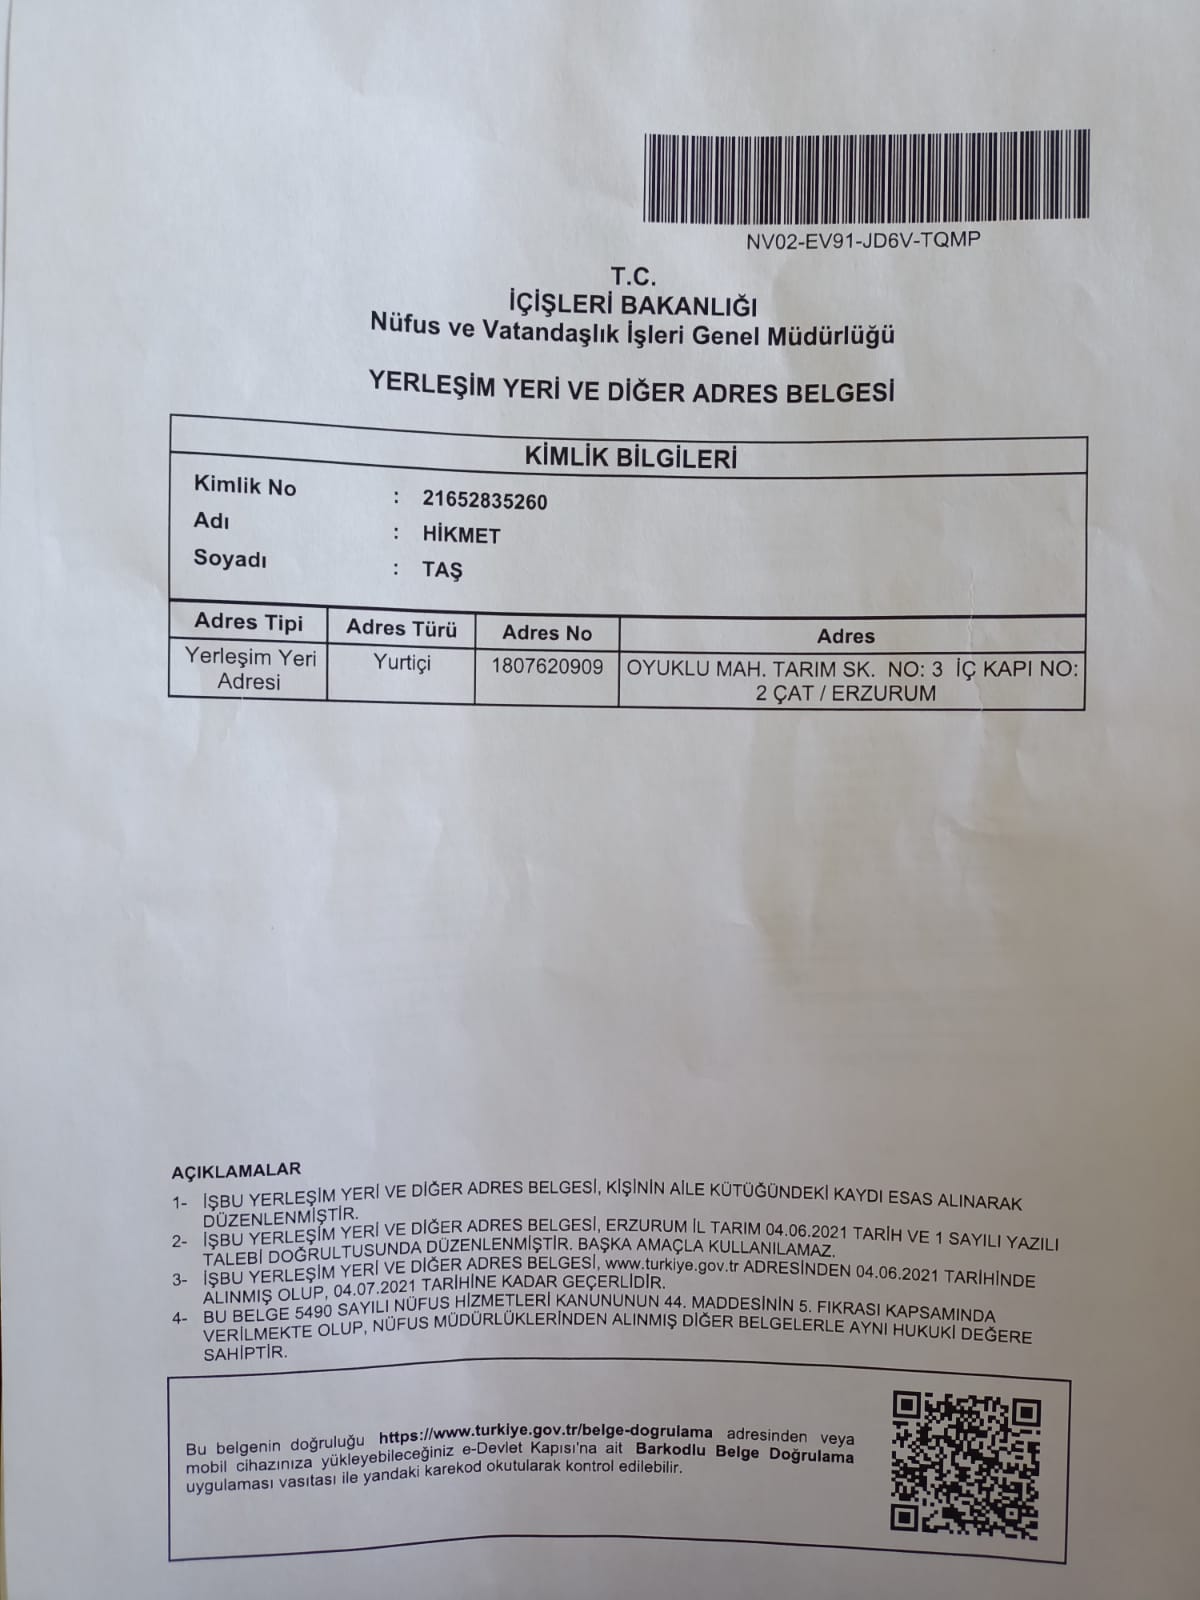 NV02-EV91-JD6V-TQMP
T.C.
İÇİŞLERİ BAKANLIĞI
Nüfus ve Vatandaşlık İşleri Genel Müdürlüğü
YERLEŞİM YERİ VE DİĞER ADRES BELGESİ
KİMLİK BİLGİLERİ
Kimlik No : 21652835260
Adı : HİKMET
Soyadı : TAŞ
Adres Tipi Adres Türü Adres No Adres
Yerleşim Yeri Yurtiçi 1807620909 OYUKLU MAH. TARIM SK. NO: 3 İÇ KAPI NO:
Adresi 2 ÇAT / ERZURUM
AÇIKLAMALAR
1- İŞBU YERLEŞİM YERİ VE DİĞER ADRES BELGESİ, KİŞİNİN AİLE KÜTÜĞÜNDEKİ KAYDI ESAS ALINARAK
DÜZENLENMİŞTİR.
2- İŞBU YERLEŞİM YERİ VE DİĞER ADRES BELGESİ, ERZURUM İL TARIM 04.06.2021 TARİH VE 1 SAYILI YAZILI
TALEBİ DOĞRULTUSUNDA DÜZENLENMİŞTİR. BAŞKA AMAÇLA KULLANILAMAZ.
3- İŞBU YERLEŞİM YERİ VE DİĞER ADRES BELGESİ, www.turkiye.gov.tr ADRESİNDEN 04.06.2021 TARİHİNDE
ALINMIŞ OLUP, 04.07.2021 TARİHİNE KADAR GEÇERLİDİR.
4- BU BELGE 5490 SAYILI NÜFUS HİZMETLERİ KANUNUNUN 44. MADDESİNİN 5. FIKRASI KAPSAMINDA
VERİLMEKTE OLUP, NÜFUS MÜDÜRLÜKLERİNDEN ALINMIŞ DİĞER BELGELERLE AYNI HUKUKİ DEĞERE
SAHİPTİR.
Bu belgenin doğruluğu https://www.turkiye.gov.tr/belge-dogrulama adresinden veya
mobil cihazınıza yükleyebileceğiniz e-Devlet Kapısı'na ait Barkodlu Belge Doğrulama
uygulaması vasıtası ile yandaki karekod okutularak kontrol edilebilir.